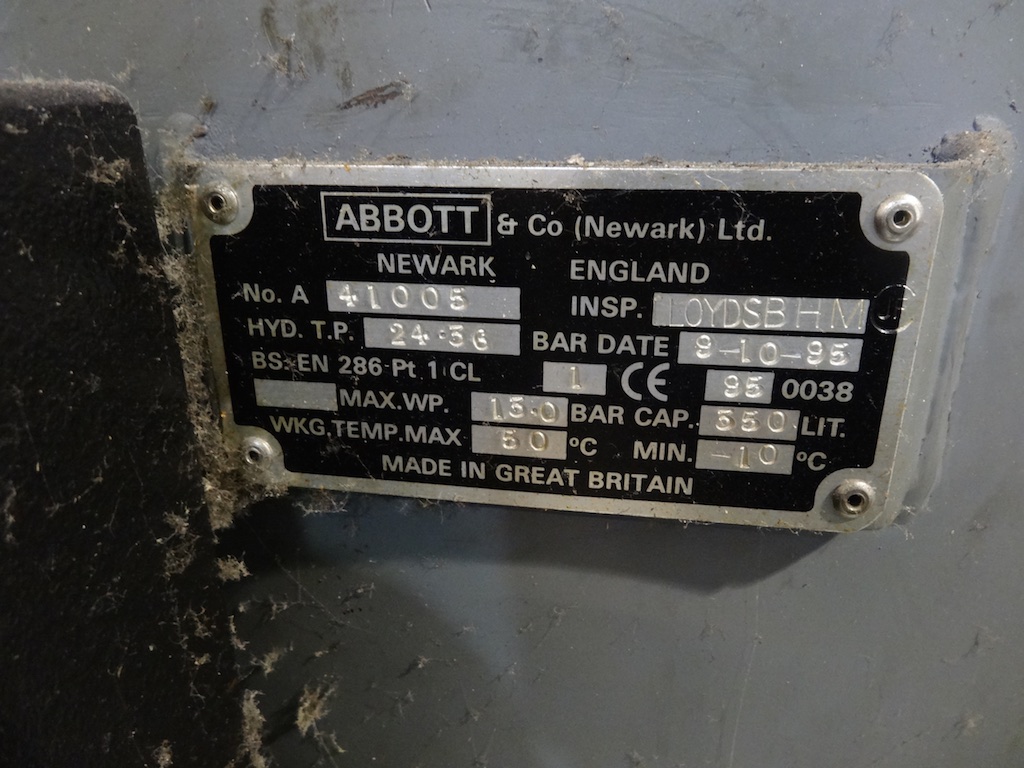 ABBOTT & Co (Newark) Ltd.
NEWARK ENGLAND
No. A 41005 INSP. LOYDSBHM
HYD. T.P. 24·36 BAR DATE 9-10-95
BS-EN 286-Pt 1 CL 1 CE 95 0038
MAX.WP. 13.0 BAR CAP. 350 LIT.
WKG.TEMP.MAX 50 °C MIN. -10 °C
MADE IN GREAT BRITAIN